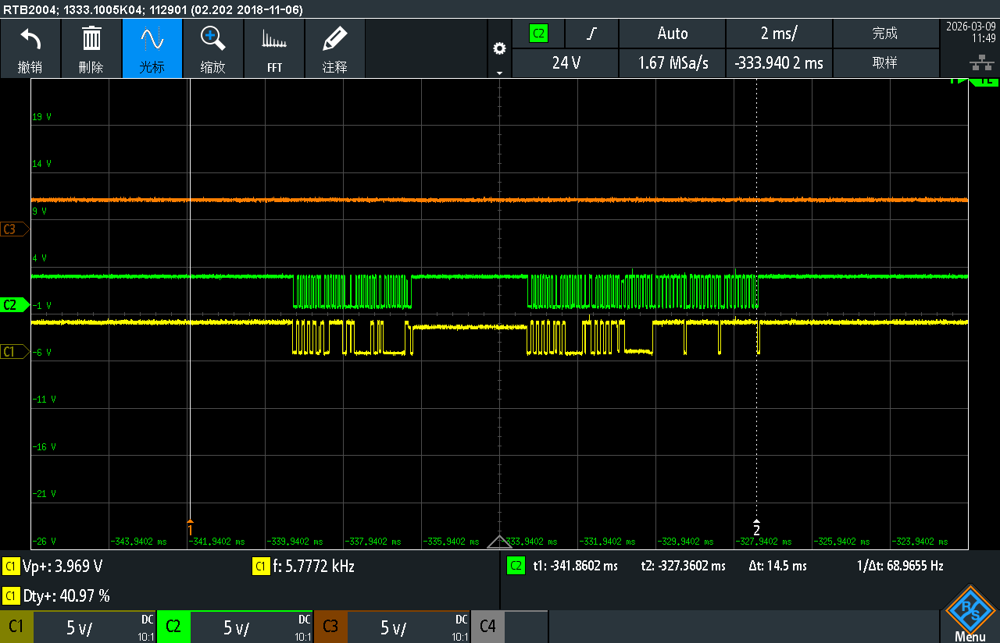 RTB2004; 1333.1005K04; 112901 (02.202 2018-11-06)
撤销
删除
光标
缩放
FFT
注释
C2
Auto
2 ms/
完成
2026-03-09
11:49
24 V
1.67 MSa/s
-333.940 2 ms
取样
19 V
14 V
9 V
C3
4 V
C2
-1 V
C1
-6 V
-11 V
-16 V
-21 V
1
2
-26 V
-343,9402 ms
-341,9402 ms
-339,9402 ms
-337,9402 ms
-335,9402 ms
-333,9402 ms
-331,9402 ms
-329,9402 ms
-327,9402 ms
-325,9402 ms
-323,9402 ms
C1 Vp+: 3.969 V
C1 f: 5.7772 kHz
C2 t1: -341.8602 ms t2: -327.3602 ms Δt: 14.5 ms 1/Δt: 68.9655 Hz
C1 Dty+: 40.97 %
C1 5 V/ DC 10:1
C2 5 V/ DC 10:1
C3 5 V/ DC 10:1
C4
R S
Menu